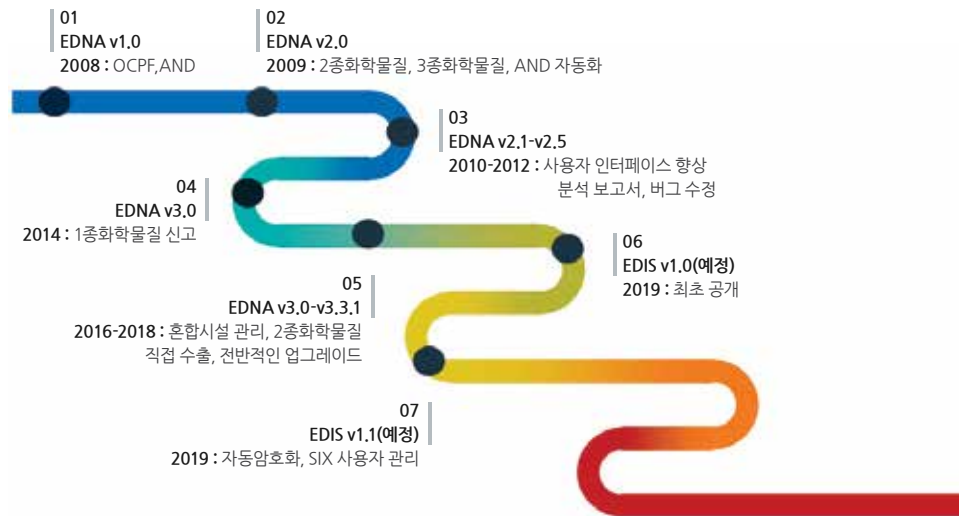 01
EDNA v1.0
2008 : OCPF,AND
02
EDNA v2.0
2009 : 2종화학물질, 3종화학물질, AND 자동화
03
EDNA v2.1-v2.5
2010-2012 : 사용자 인터페이스 향상
분석 보고서, 버그 수정
04
EDNA v3.0
2014 : 1종화학물질 신고
05
EDNA v3.0-v3.3.1
2016-2018 : 혼합시설 관리, 2종화학물질
직접 수출, 전반적인 업그레이드
06
EDIS v1.0(예정)
2019 : 최초 공개
07
EDIS v1.1(예정)
2019 : 자동암호화, SIX 사용자 관리